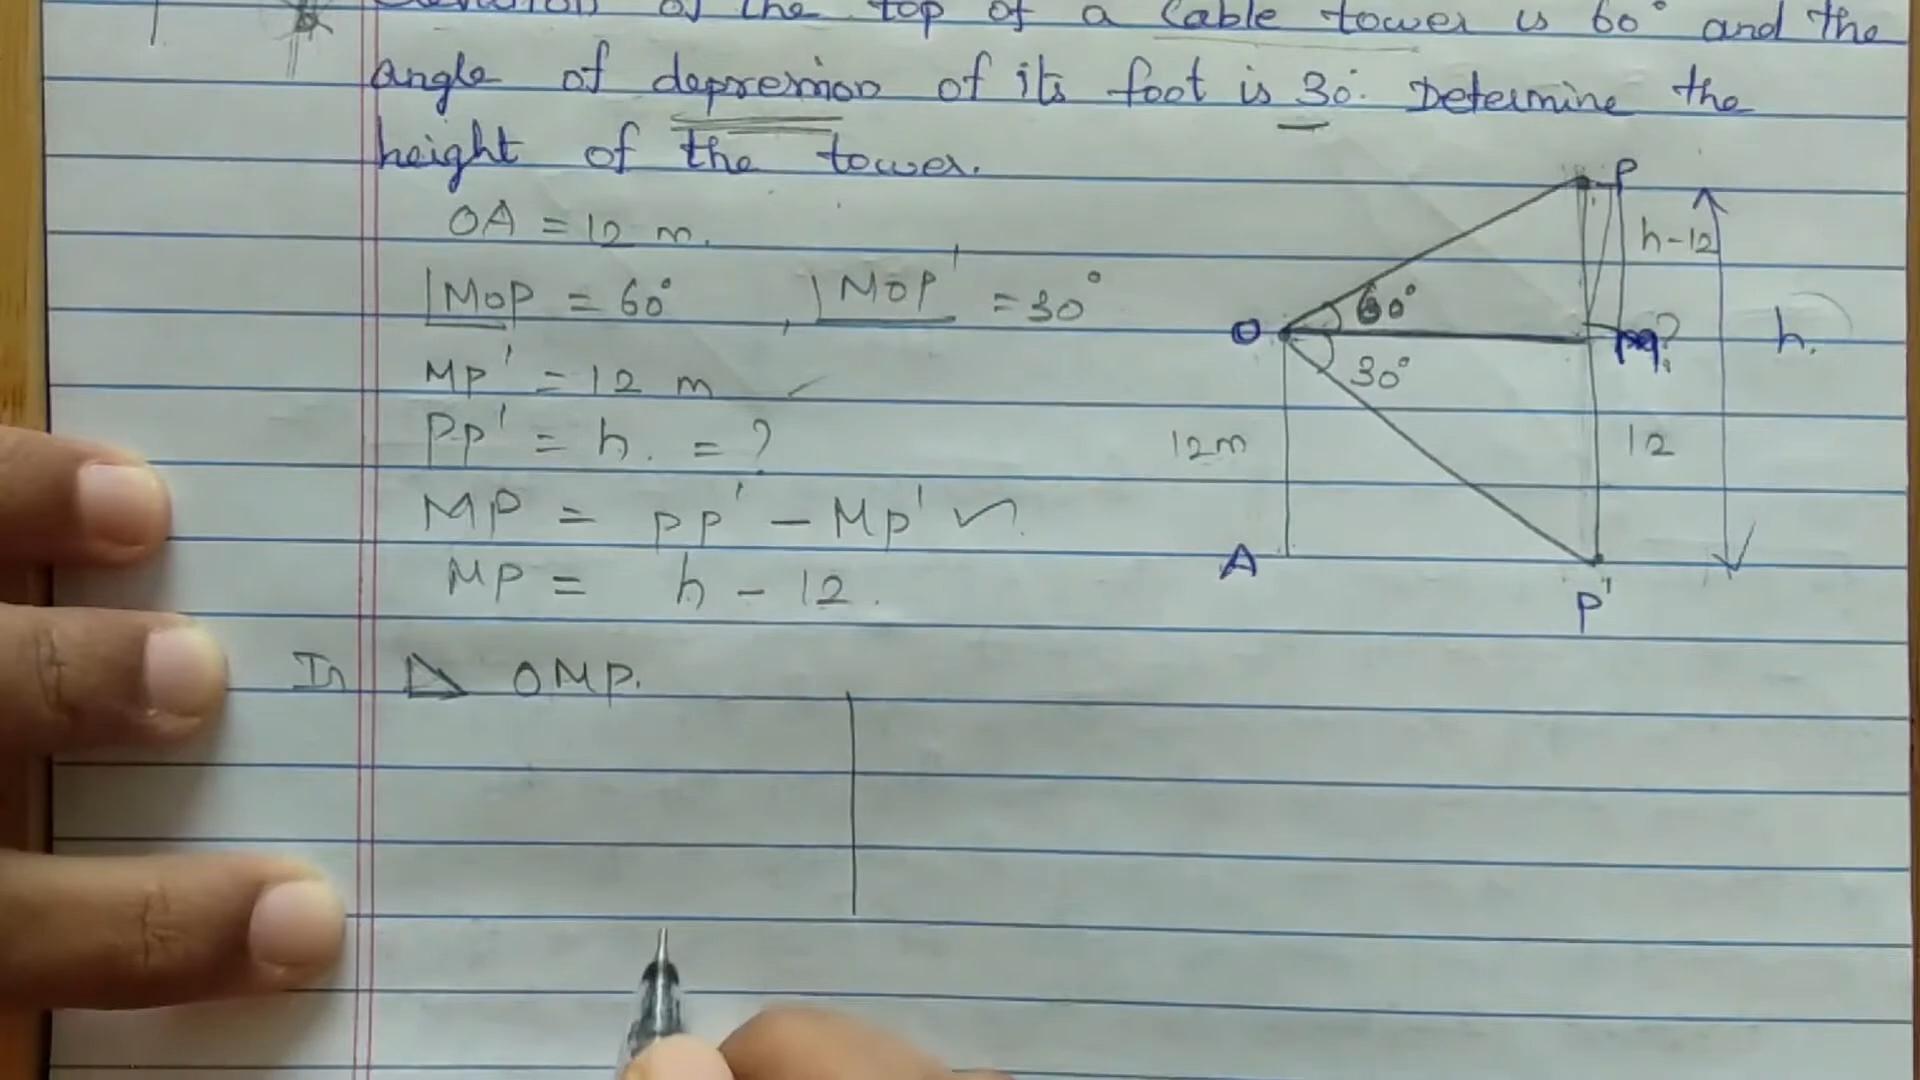 elevation of the top of a Cable tower is 60° and the
angle of depression of its foot is 30°. Determine the
height of the tower.
OA = 12 m.
∠MOP = 60° , ∠MOP' = 30°
MP' = 12 m
PP' = h. = ?
MP = PP' - MP'
MP = h - 12.
In △ OMP.
P
h-12
60°
O
M
?
h.
30°
12m
12
A
P'